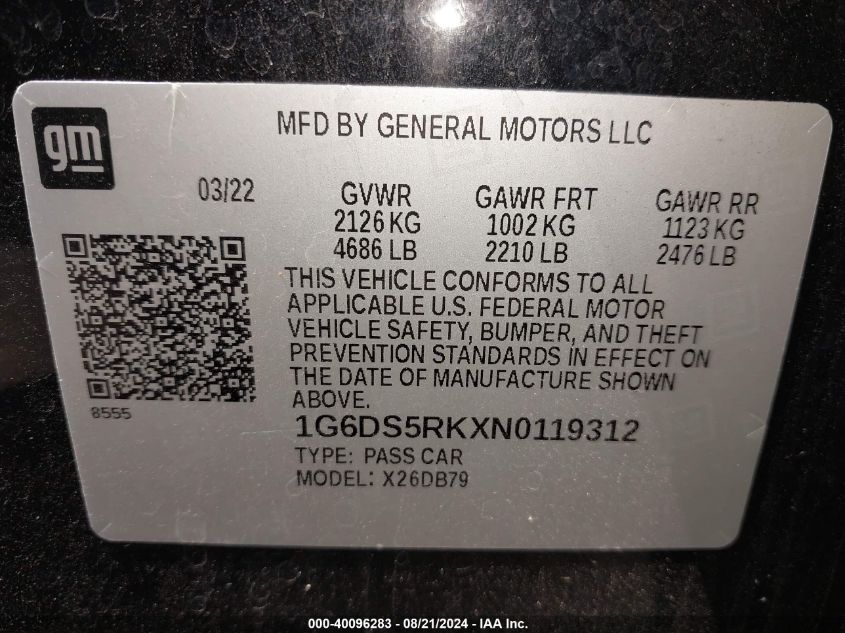 gm
MFD BY GENERAL MOTORS LLC
03/22 GVWR GAWR FRT GAWR RR
2126 KG 1002 KG 1123 KG
4686 LB 2210 LB 2476 LB
THIS VEHICLE CONFORMS TO ALL
APPLICABLE U.S. FEDERAL MOTOR
VEHICLE SAFETY, BUMPER, AND THEFT
PREVENTION STANDARDS IN EFFECT ON
THE DATE OF MANUFACTURE SHOWN
ABOVE.
8555
1G6DS5RKXN0119312
TYPE: PASS CAR
MODEL: X26DB79
000-40096283 - 08/21/2024 - IAA Inc.